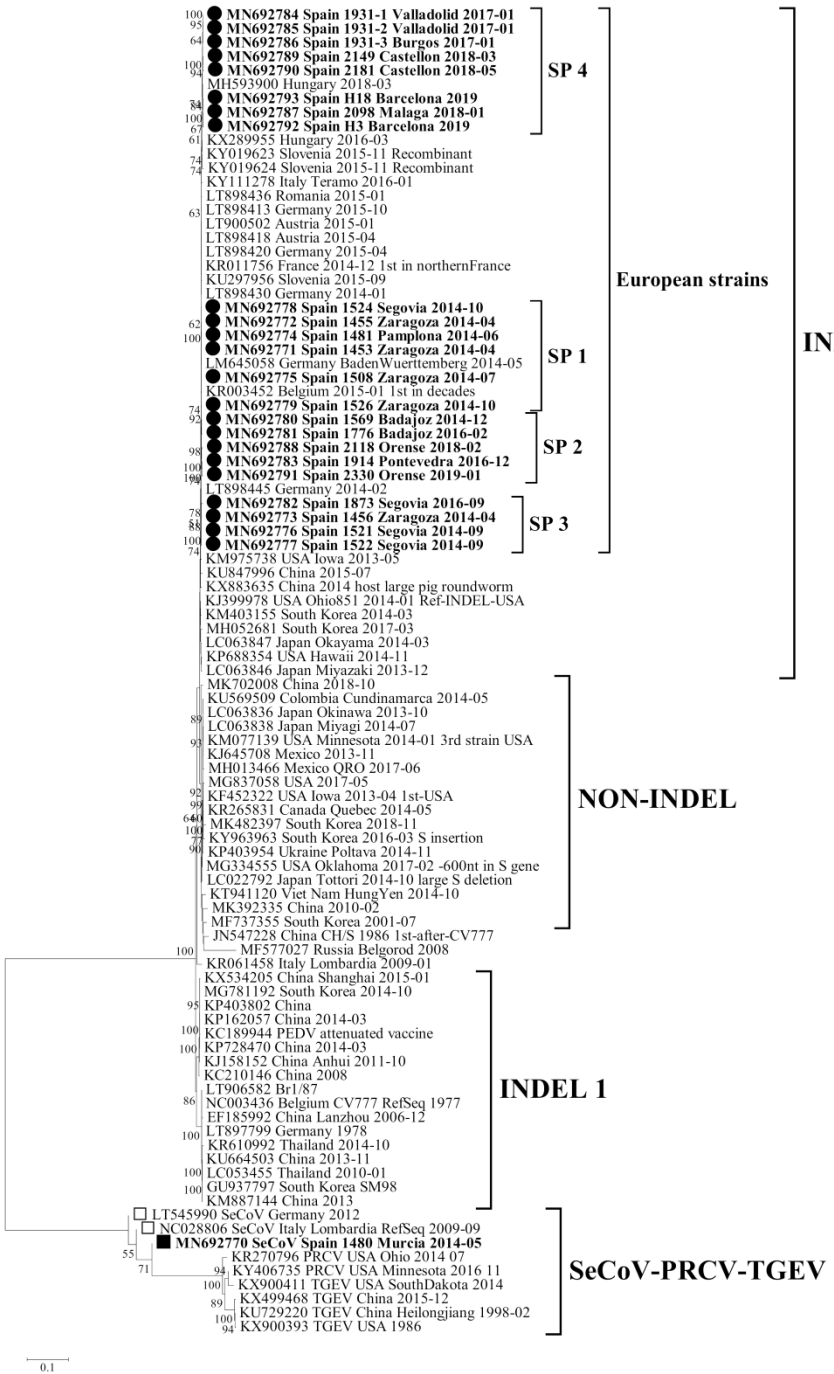 100
MN692784 Spain 1931-1 Valladolid 2017-01
95
MN692785 Spain 1931-2 Valladolid 2017-01
64
MN692786 Spain 1931-3 Burgos 2017-01
MN692789 Spain 2149 Castellon 2018-03
100
94
MN692790 Spain 2181 Castellon 2018-05
SP 4
MH593900 Hungary 2018-03
MN692793 Spain H18 Barcelona 2019
MN692787 Spain 2098 Malaga 2018-01
100
67
MN692792 Spain H3 Barcelona 2019
61
KX289955 Hungary 2016-03
KY019623 Slovenia 2015-11 Recombinant
74
74
KY019624 Slovenia 2015-11 Recombinant
KY111278 Italy Teramo 2016-01
LT898436 Romania 2015-01
63
LT898413 Germany 2015-10
LT900502 Austria 2015-01
LT898418 Austria 2015-04
LT898420 Germany 2015-04
KR011756 France 2014-12 1st in northernFrance
KU297956 Slovenia 2015-09
European strains
LT898430 Germany 2014-01
MN692778 Spain 1524 Segovia 2014-10
62
MN692772 Spain 1455 Zaragoza 2014-04
100
MN692774 Spain 1481 Pamplona 2014-06
IN
MN692771 Spain 1453 Zaragoza 2014-04
SP 1
LM645058 Germany BadenWuerttemberg 2014-05
MN692775 Spain 1508 Zaragoza 2014-07
KR003452 Belgium 2015-01 1st in decades
74
MN692779 Spain 1526 Zaragoza 2014-10
92
MN692780 Spain 1569 Badajoz 2014-12
MN692781 Spain 1776 Badajoz 2016-02
98
MN692788 Spain 2118 Orense 2018-02
SP 2
100
MN692783 Spain 1914 Pontevedra 2016-12
100
MN692791 Spain 2330 Orense 2019-01
LT898445 Germany 2014-02
MN692782 Spain 1873 Segovia 2016-09
78
MN692773 Spain 1456 Zaragoza 2014-04
SP 3
MN692776 Spain 1521 Segovia 2014-09
100
MN692777 Spain 1522 Segovia 2014-09
74
KM975738 USA Iowa 2013-05
KU847996 China 2015-07
KX883635 China 2014 host large pig roundworm
KJ399978 USA Ohio851 2014-01 Ref-INDEL-USA
KM403155 South Korea 2014-03
MH052681 South Korea 2017-03
LC063847 Japan Okayama 2014-03
KP688354 USA Hawaii 2014-11
LC063846 Japan Miyazaki 2013-12
MK702008 China 2018-10
KU569509 Colombia Cundinamarca 2014-05
LC063836 Japan Okinawa 2013-10
89
LC063838 Japan Miyagi 2014-07
93
KM077139 USA Minnesota 2014-01 3rd strain USA
KJ645708 Mexico 2013-11
MH013466 Mexico QRO 2017-06
MG837058 USA 2017-05
92
KF452322 USA Iowa 2013-04 1st-USA
NON-INDEL
99
KR265831 Canada Quebec 2014-05
MK482397 South Korea 2018-11
100
KY963963 South Korea 2016-03 S insertion
90
KP403954 Ukraine Poltava 2014-11
MG334555 USA Oklahoma 2017-02 -600nt in S gene
LC022792 Japan Tottori 2014-10 large S deletion
KT941120 Viet Nam HungYen 2014-10
MK392335 China 2010-02
MF737355 South Korea 2001-07
JN547228 China CH/S 1986 1st-after-CV777
100
MF577027 Russia Belgorod 2008
KR061458 Italy Lombardia 2009-01
KX534205 China Shanghai 2015-01
MG781192 South Korea 2014-10
95
KP403802 China
KP162057 China 2014-03
100
KC189944 PEDV attenuated vaccine
100
KP728470 China 2014-03
KJ158152 China Anhui 2011-10
KC210146 China 2008
LT906582 Br1/87
INDEL 1
86
NC003436 Belgium CV777 RefSeq 1977
EF185992 China Lanzhou 2006-12
100
LT897799 Germany 1978
KR610992 Thailand 2014-10
KU664503 China 2013-11
100
LC053455 Thailand 2010-01
100
GU937797 South Korea SM98
KM887144 China 2013
LT545990 SeCoV Germany 2012
NC028806 SeCoV Italy Lombardia RefSeq 2009-09
MN692770 SeCoV Spain 1480 Murcia 2014-05
55
KR270796 PRCV USA Ohio 2014 07
71
94
KY406735 PRCV USA Minnesota 2016 11
SeCoV-PRCV-TGEV
100
KX900411 TGEV USA SouthDakota 2014
89
KX499468 TGEV China 2015-12
100
KU729220 TGEV China Heilongjiang 1998-02
94
KX900393 TGEV USA 1986
0.1